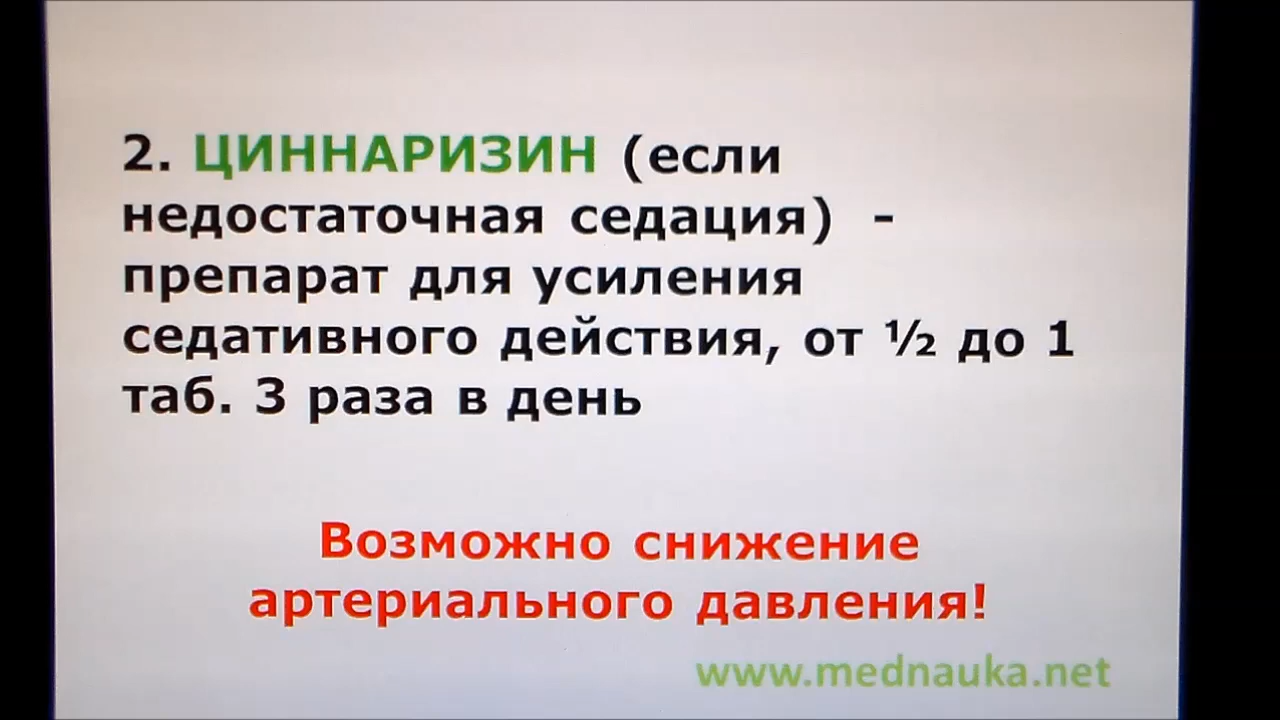 2. ЦИННАРИЗИН (если
недостаточная седация) -
препарат для усиления
седативного действия, от ½ до 1
таб. 3 раза в день
Возможно снижение
артериального давления!
www.mednauka.net